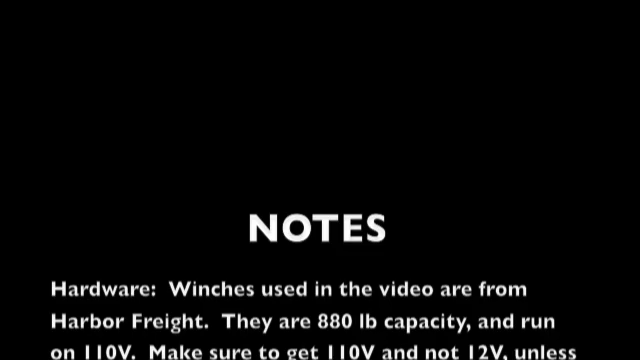 NOTES
Hardware:  Winches used in the video are from
Harbor Freight.  They are 880 lb capacity, and run
on 110V.  Make sure to get 110V and not 12V, unless